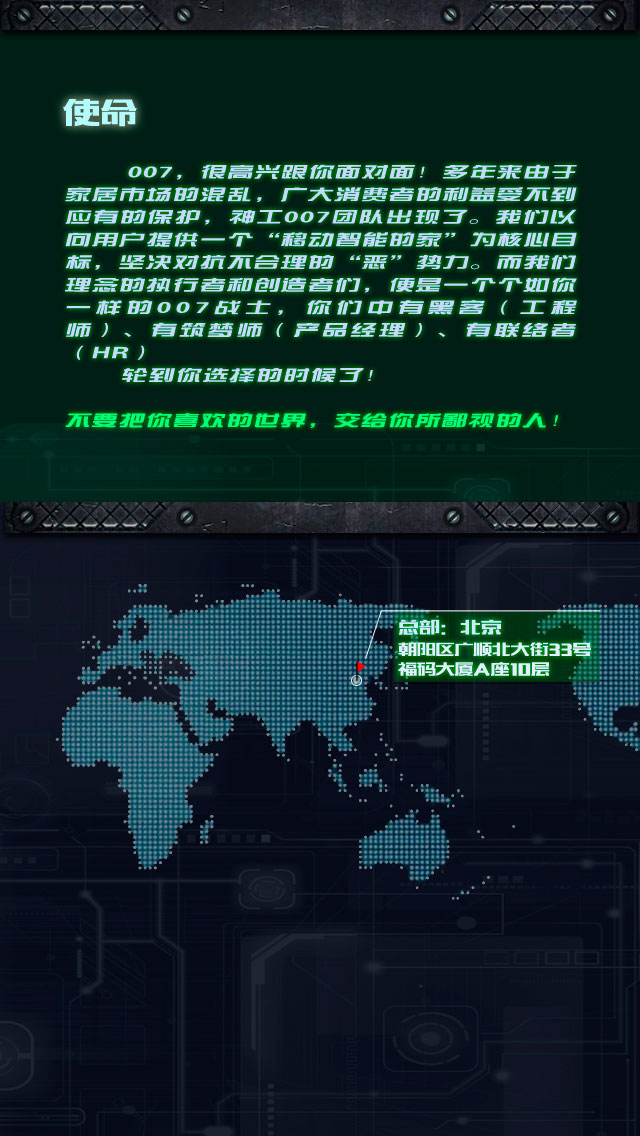 使命
007，很高兴跟你面对面！多年来由于
家居市场的混乱，广大消费者的利益受不到
应有的保护，神工007团队出现了。我们以
向用户提供一个“移动智能的家”为核心目
标，坚决对抗不合理的“恶”势力。而我们
理念的执行者和创造者们，便是一个个如你
一样的007战士，你们中有黑客（工程
师）、有筑梦师（产品经理）、有联络者
（HR）
轮到你选择的时候了！
不要把你喜欢的世界，交给你所鄙视的人！
总部：北京
朝阳区广顺北大街33号
福码大厦A座10层